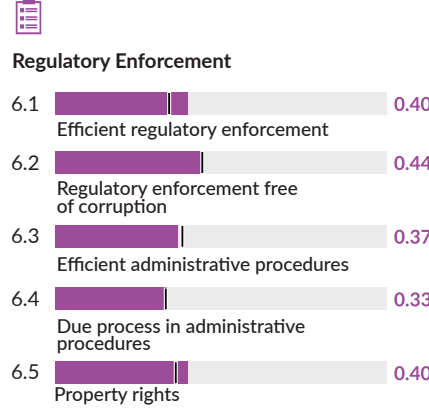 Regulatory Enforcement
6.1 0.40
Efficient regulatory enforcement
6.2 0.44
Regulatory enforcement free
of corruption
6.3 0.37
Efficient administrative procedures
6.4 0.33
Due process in administrative
procedures
6.5 0.40
Property rights